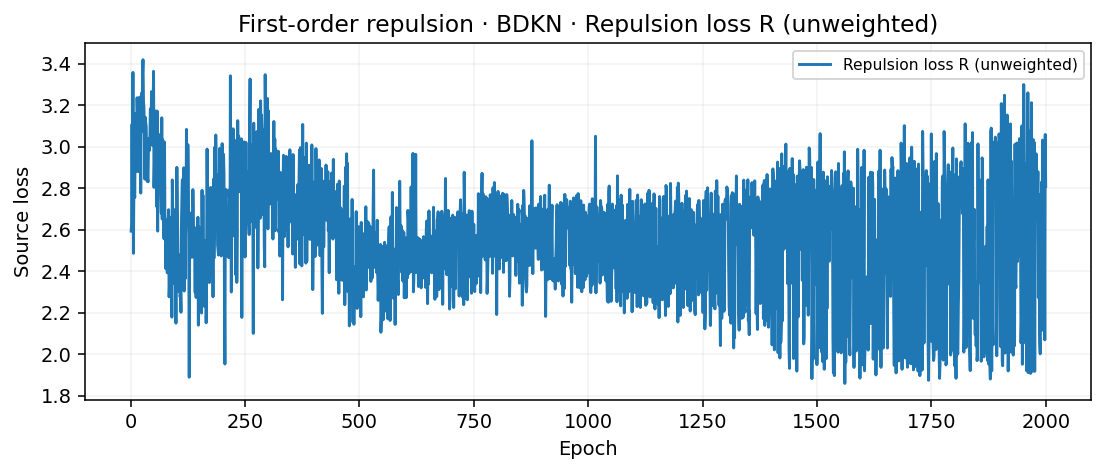 First-order repulsion · BDKN · Repulsion loss R (unweighted)
Repulsion loss R (unweighted)
Source loss
3.4
3.2
3.0
2.8
2.6
2.4
2.2
2.0
1.8
0 250 500 750 1000 1250 1500 1750 2000
Epoch